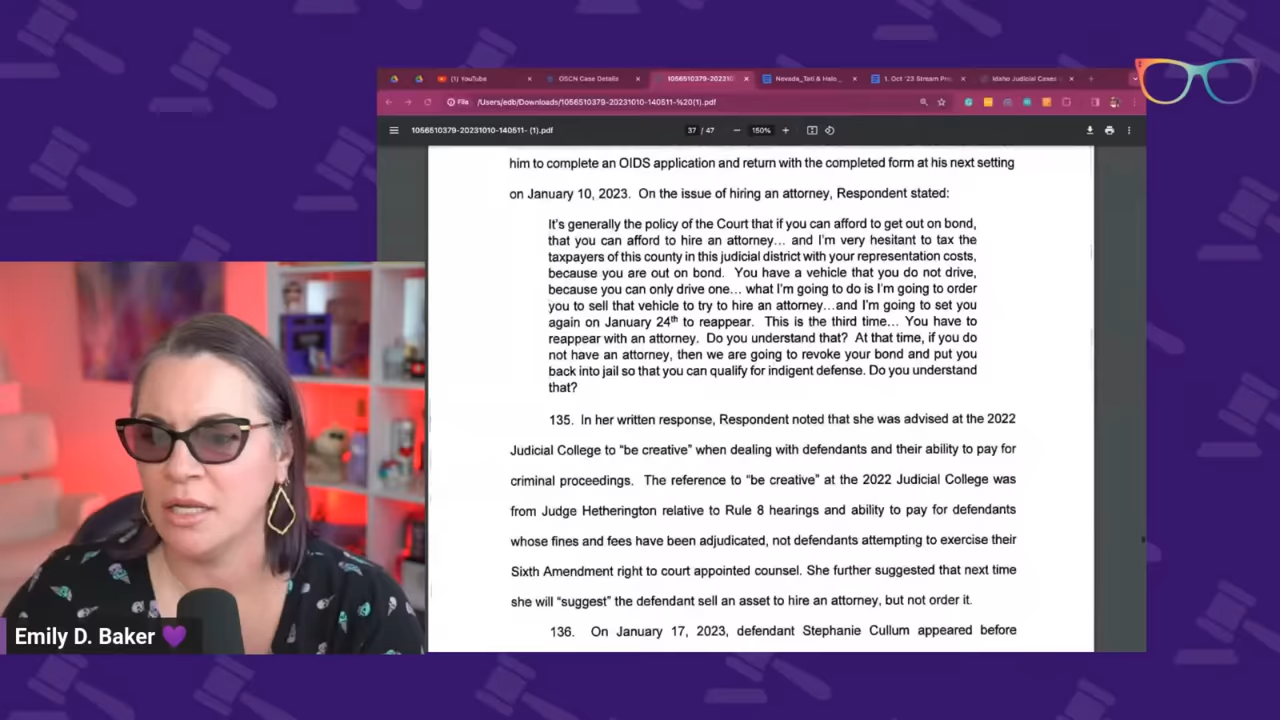 (1) YouTube
OSCN Case Details
1056510379-202310
Nevada_Tati & Halo
1. Oct '23 Stream Pre
Idaho Judicial Cases
File /Users/edb/Downloads/1056510379-20231010-140511-%20(1).pdf
1056510379-20231010-140511- (1).pdf
37 / 47
150%
him to complete an OIDS application and return with the completed form at his next setting
on January 10, 2023. On the issue of hiring an attorney, Respondent stated:
It's generally the policy of the Court that if you can afford to get out on bond,
that you can afford to hire an attorney… and I'm very hesitant to tax the
taxpayers of this county in this judicial district with your representation costs,
because you are out on bond. You have a vehicle that you do not drive,
because you can only drive one… what I'm going to do is I'm going to order
you to sell that vehicle to try to hire an attorney…and I'm going to set you
again on January 24th to reappear. This is the third time… You have to
reappear with an attorney. Do you understand that? At that time, if you do
not have an attorney, then we are going to revoke your bond and put you
back into jail so that you can qualify for indigent defense. Do you understand
that?
135. In her written response, Respondent noted that she was advised at the 2022
Judicial College to “be creative” when dealing with defendants and their ability to pay for
criminal proceedings. The reference to “be creative” at the 2022 Judicial College was
from Judge Hetherington relative to Rule 8 hearings and ability to pay for defendants
whose fines and fees have been adjudicated, not defendants attempting to exercise their
Sixth Amendment right to court appointed counsel. She further suggested that next time
she will “suggest” the defendant sell an asset to hire an attorney, but not order it.
136. On January 17, 2023, defendant Stephanie Cullum appeared before
Emily D. Baker 💜